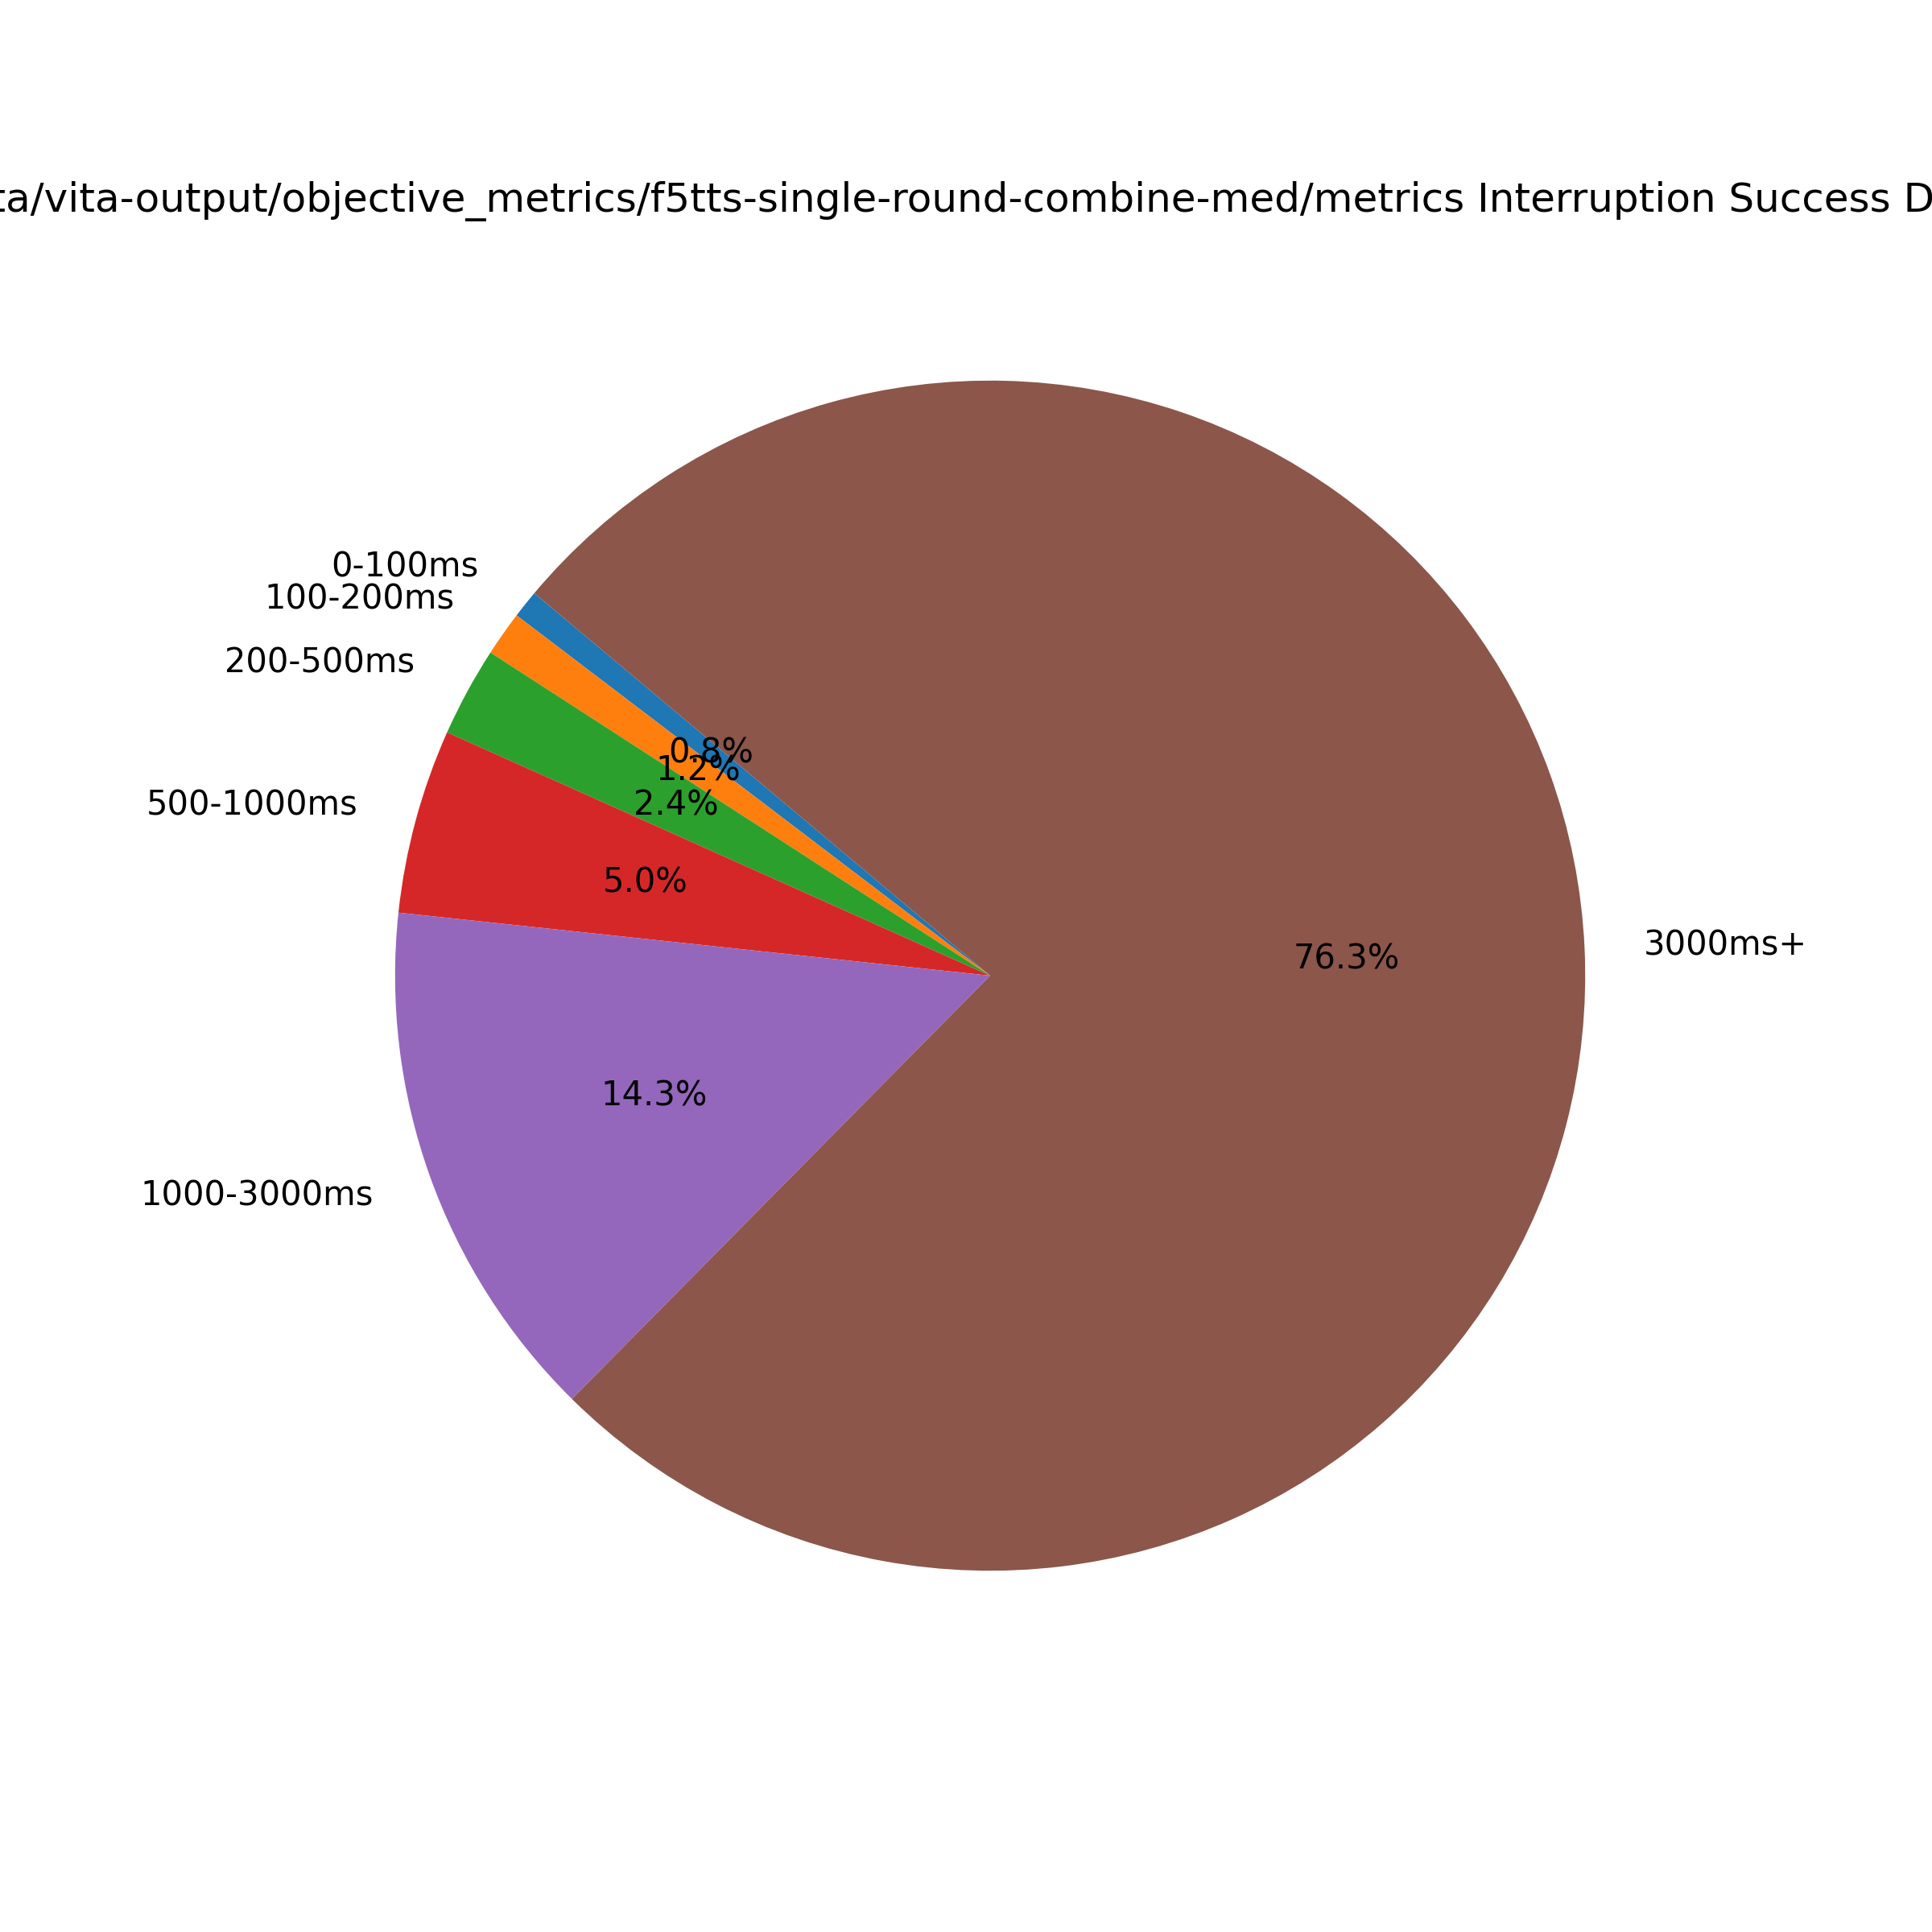 ta/vita-output/objective_metrics/f5tts-single-round-combine-med/metrics Interruption Success D
0-100ms
100-200ms
200-500ms
500-1000ms
1000-3000ms
3000ms+
0.8%
1.2%
2.4%
5.0%
14.3%
76.3%